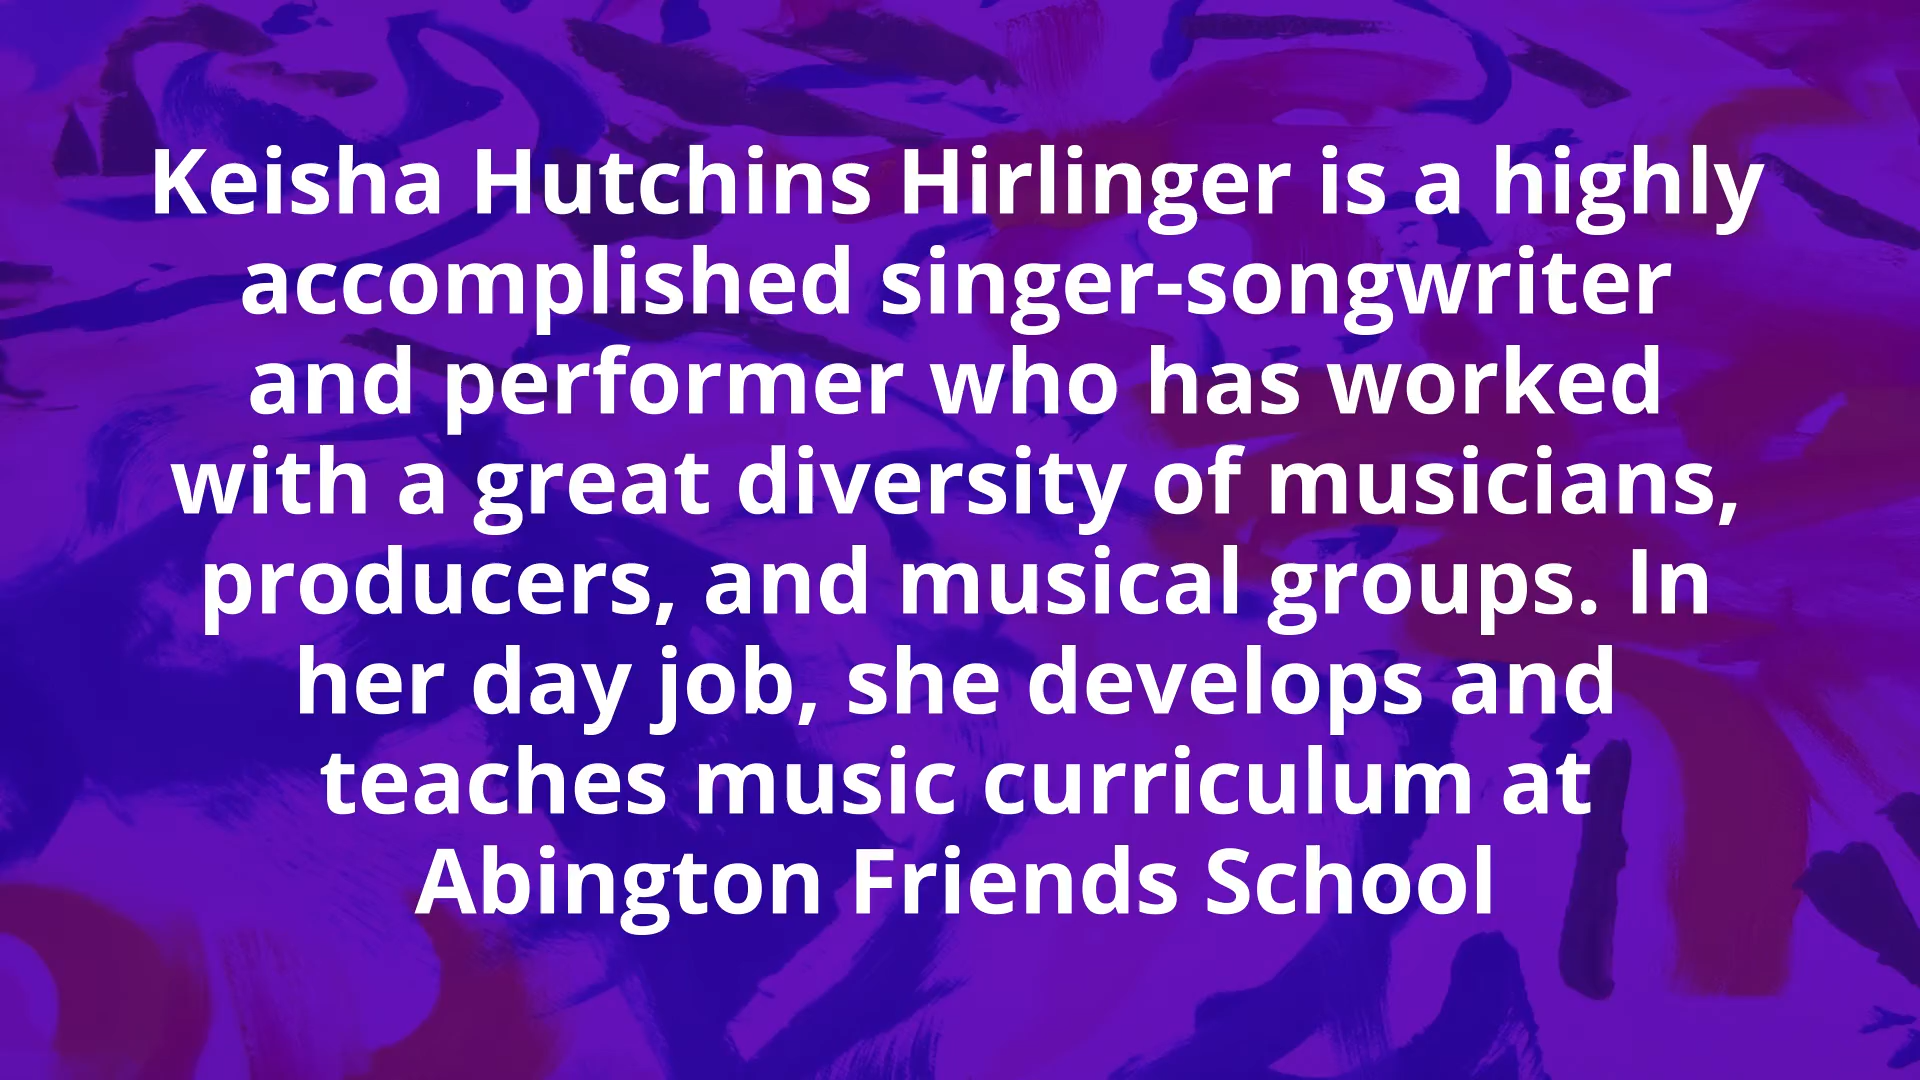 Keisha Hutchins Hirlinger is a highly
accomplished singer-songwriter
and performer who has worked
with a great diversity of musicians,
producers, and musical groups. In
her day job, she develops and
teaches music curriculum at
Abington Friends School